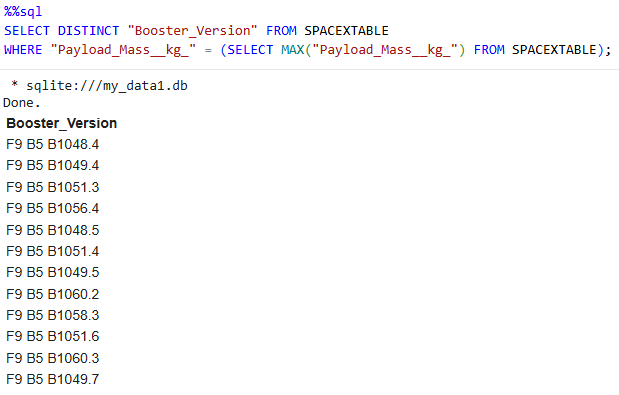 %%sql
SELECT DISTINCT "Booster_Version" FROM SPACEXTABLE
WHERE "Payload_Mass__kg_" = (SELECT MAX("Payload_Mass__kg_") FROM SPACEXTABLE);
* sqlite:///my_data1.db
Done.
Booster_Version
F9 B5 B1048.4
F9 B5 B1049.4
F9 B5 B1051.3
F9 B5 B1056.4
F9 B5 B1048.5
F9 B5 B1051.4
F9 B5 B1049.5
F9 B5 B1060.2
F9 B5 B1058.3
F9 B5 B1051.6
F9 B5 B1060.3
F9 B5 B1049.7